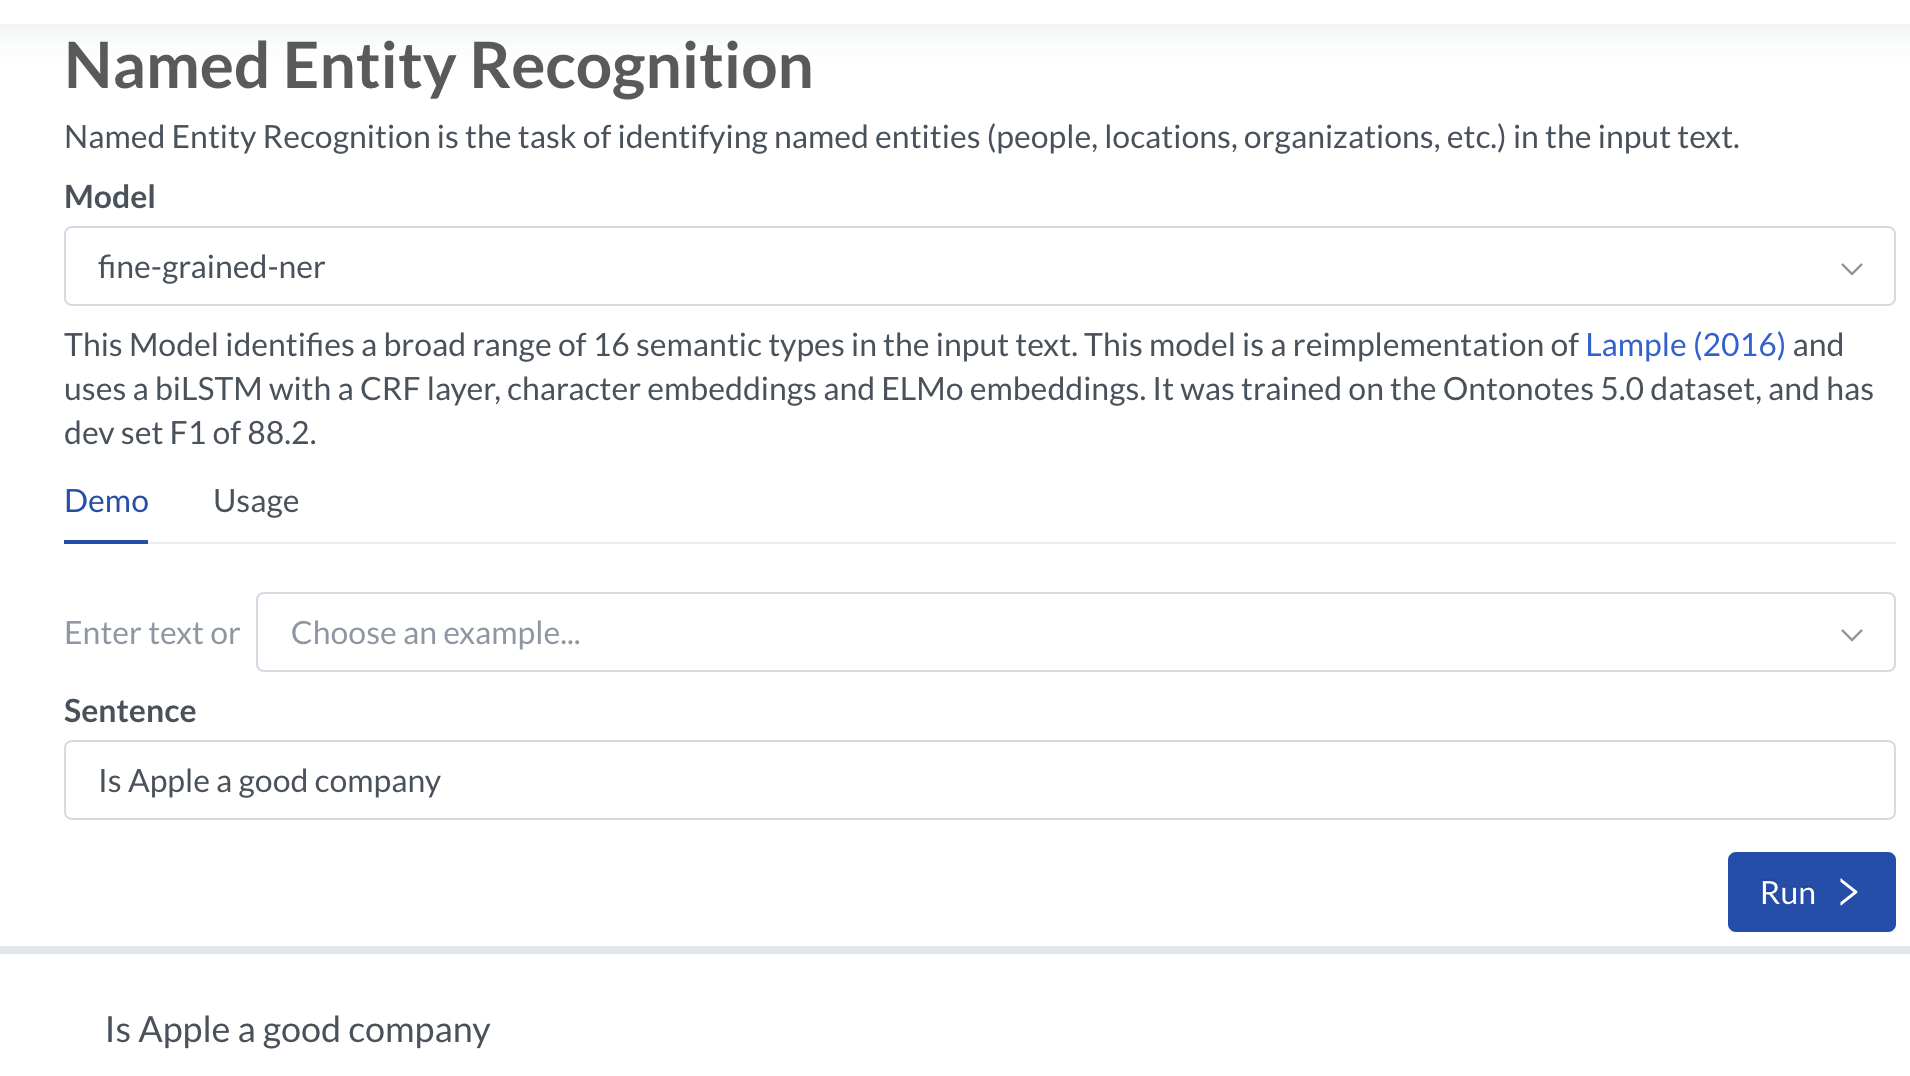 Named Entity Recognition
Named Entity Recognition is the task of identifying named entities (people, locations, organizations, etc.) in the input text.
Model
fine-grained-ner
This Model identifies a broad range of 16 semantic types in the input text. This model is a reimplementation of Lample (2016) and
uses a biLSTM with a CRF layer, character embeddings and ELMo embeddings. It was trained on the Ontonotes 5.0 dataset, and has
dev set F1 of 88.2.
Demo Usage
Enter text or Choose an example...
Sentence
Is Apple a good company
Run
Is Apple a good company